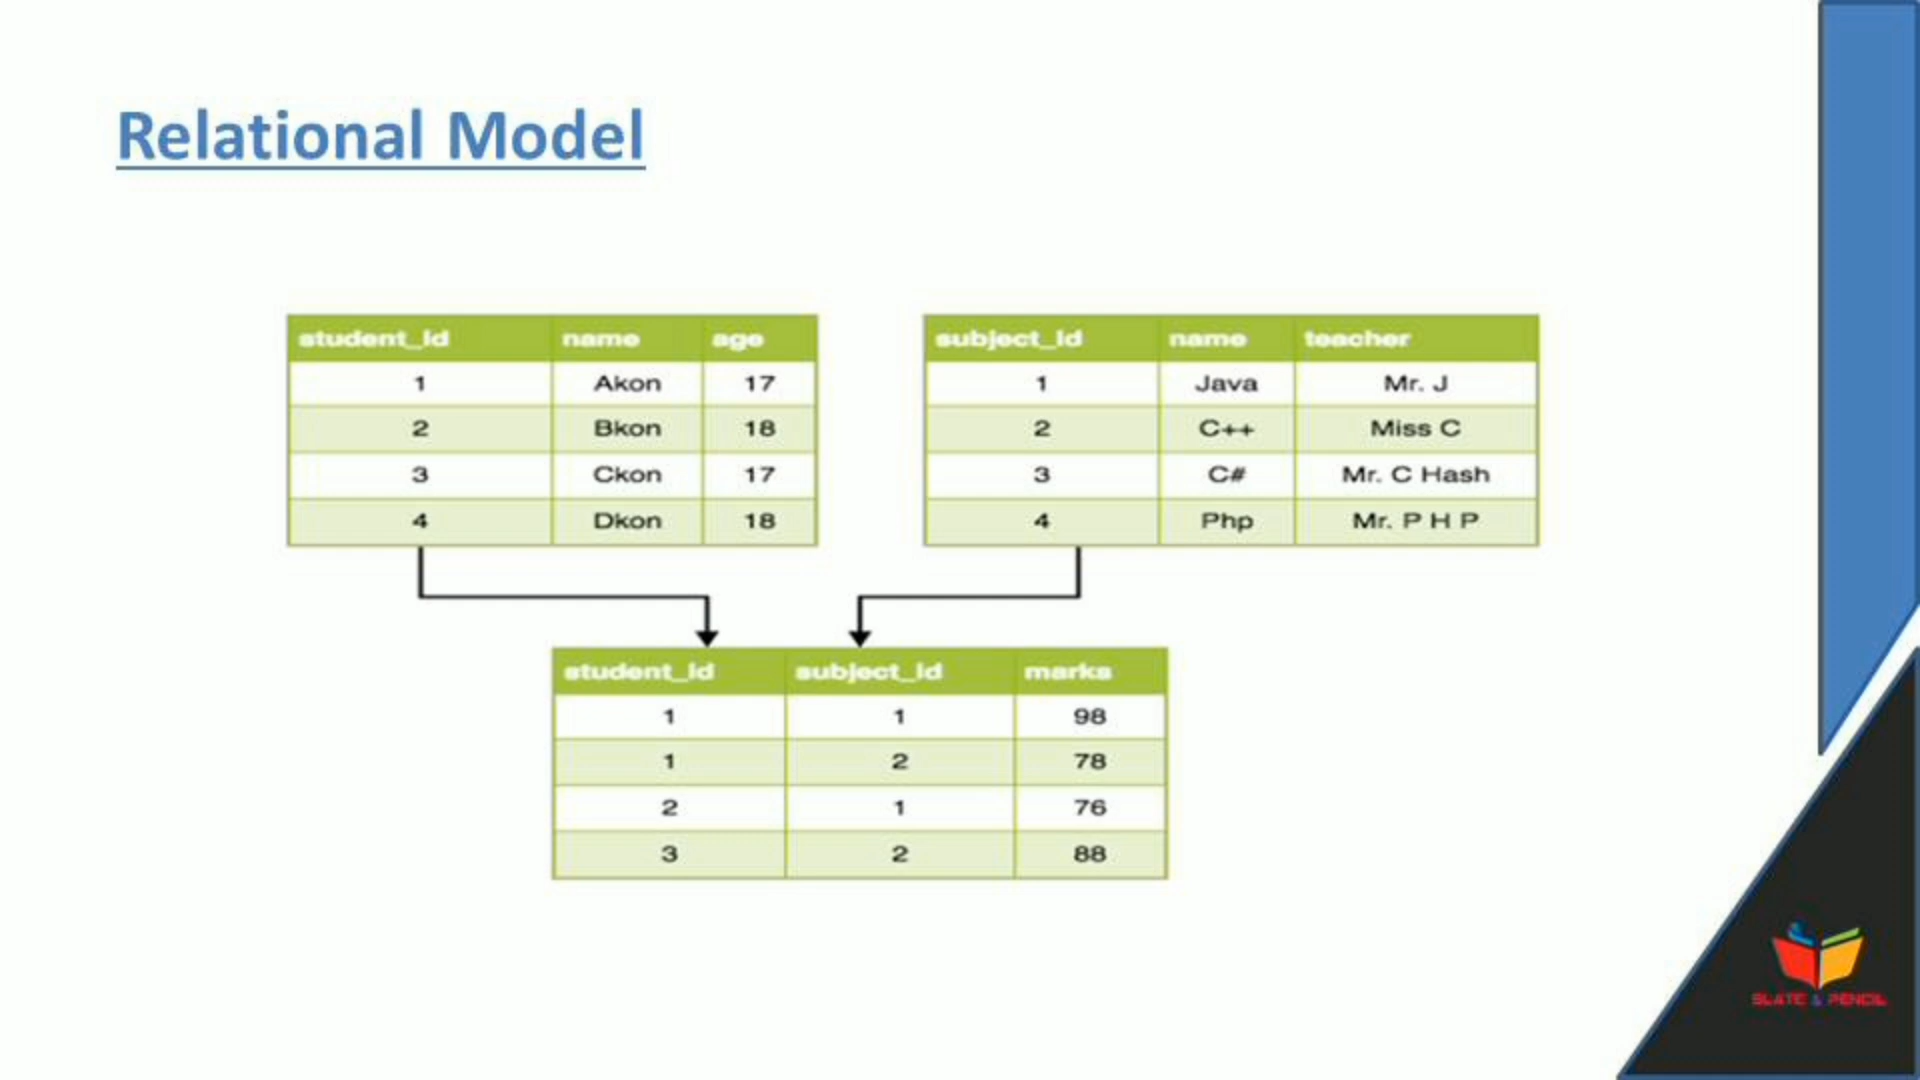 Relational Model
student_id name age
1 Akon 17
2 Bkon 18
3 Ckon 17
4 Dkon 18
subject_id name teacher
1 Java Mr. J
2 C++ Miss C
3 C# Mr. C Hash
4 Php Mr. P H P
student_id subject_id marks
1 1 98
1 2 78
2 1 76
3 2 88
SLATE & PENCIL